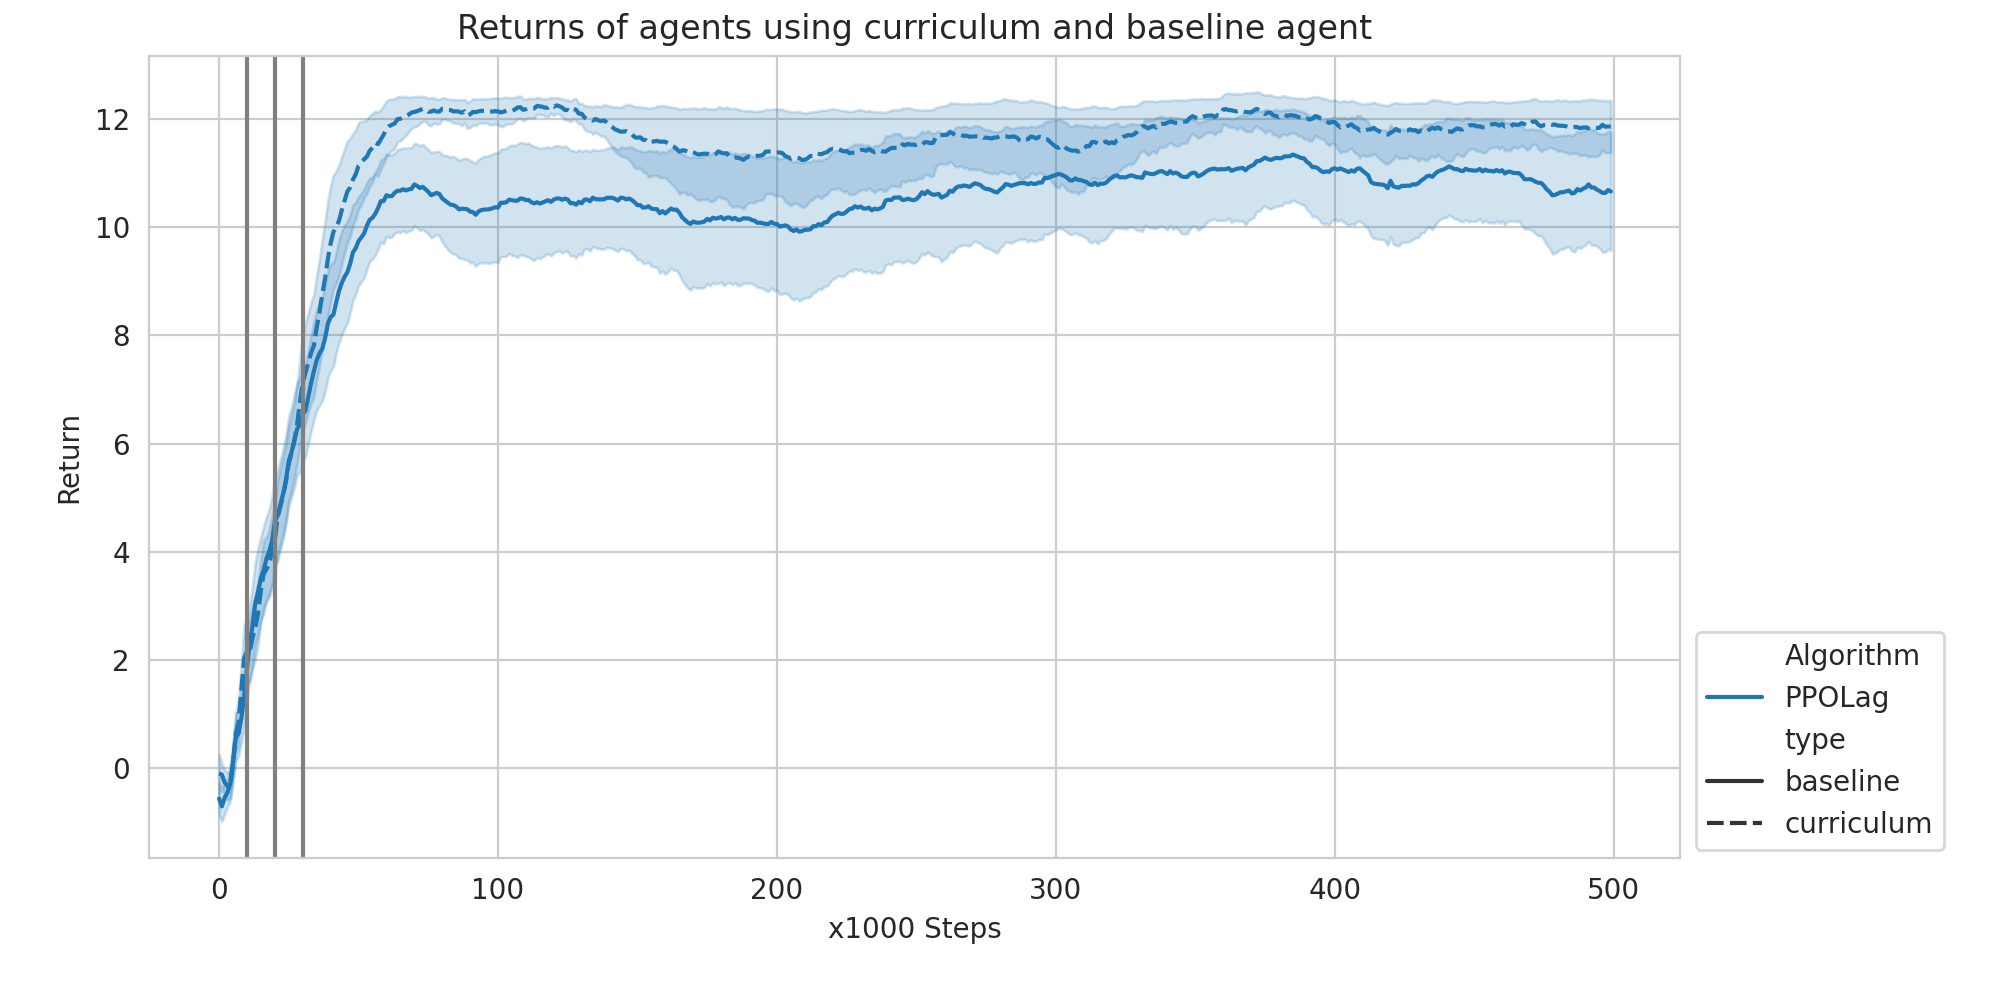 Returns of agents using curriculum and baseline agent
Return
12
10
8
6
4
2
0
0 100 200 300 400 500
x1000 Steps
Algorithm
PPOLag
type
baseline
curriculum